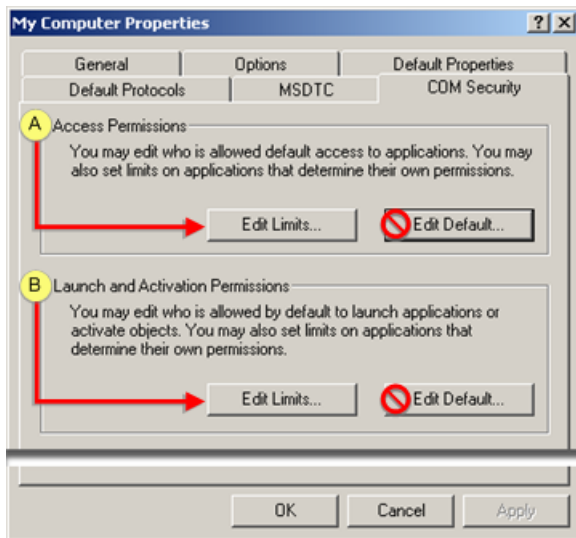 My Computer Properties
General Options Default Properties
Default Protocols MSDTC COM Security
A Access Permissions
You may edit who is allowed default access to applications. You may
also set limits on applications that determine their own permissions.
Edit Limits... Edit Default...
B Launch and Activation Permissions
You may edit who is allowed by default to launch applications or
activate objects. You may also set limits on applications that
determine their own permissions.
Edit Limits... Edit Default...
OK Cancel Apply